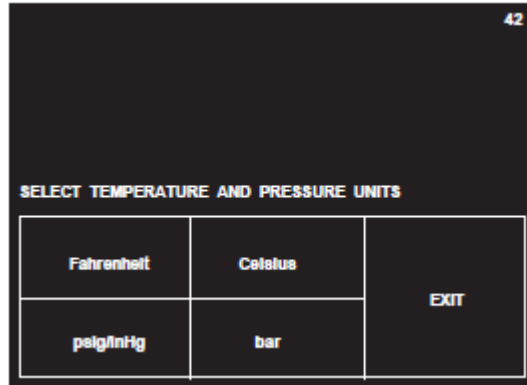 42
SELECT TEMPERATURE AND PRESSURE UNITS
Fahrenheit Celsius
EXIT
psig/inHg bar